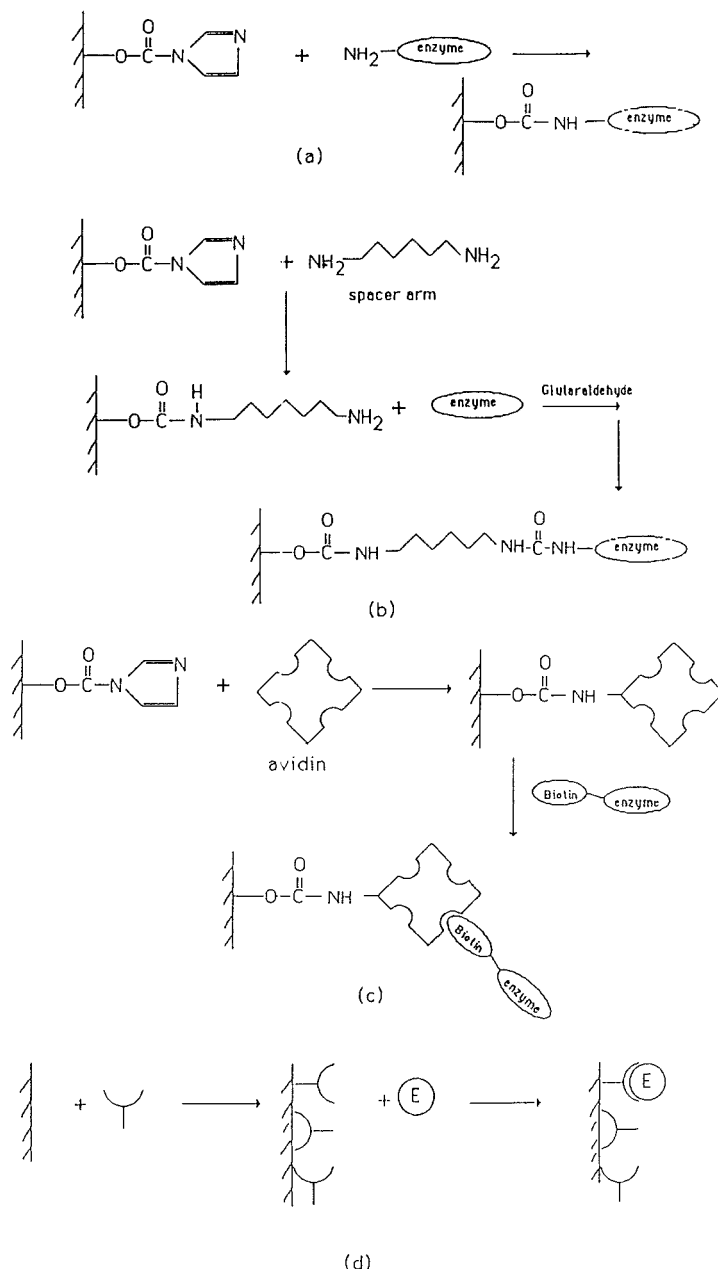 O
O C N N + NH2 enzyme
O
O C NH enzyme
(a)
O
O C N N + NH2 NH2
spacer arm
O H
O C N NH2 + enzyme Glutaraldehyde
O O
O C NH NH C NH enzyme
(b)
O
O C N N +
avidin
O
O C NH
Biotin enzyme
O
O C NH
Biotin
enzyme
(c)
+ + E E
(d)